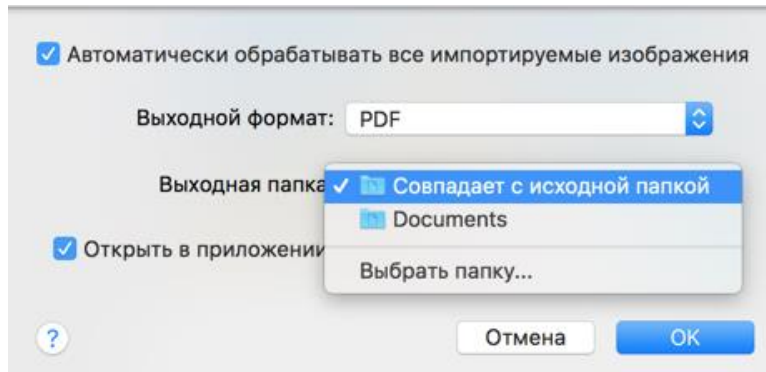 Автоматически обрабатывать все импортируемые изображения
Выходной формат: PDF
Выходная папка Совпадает с исходной папкой
Documents
Открыть в приложении
Выбрать папку...
? Отмена OK